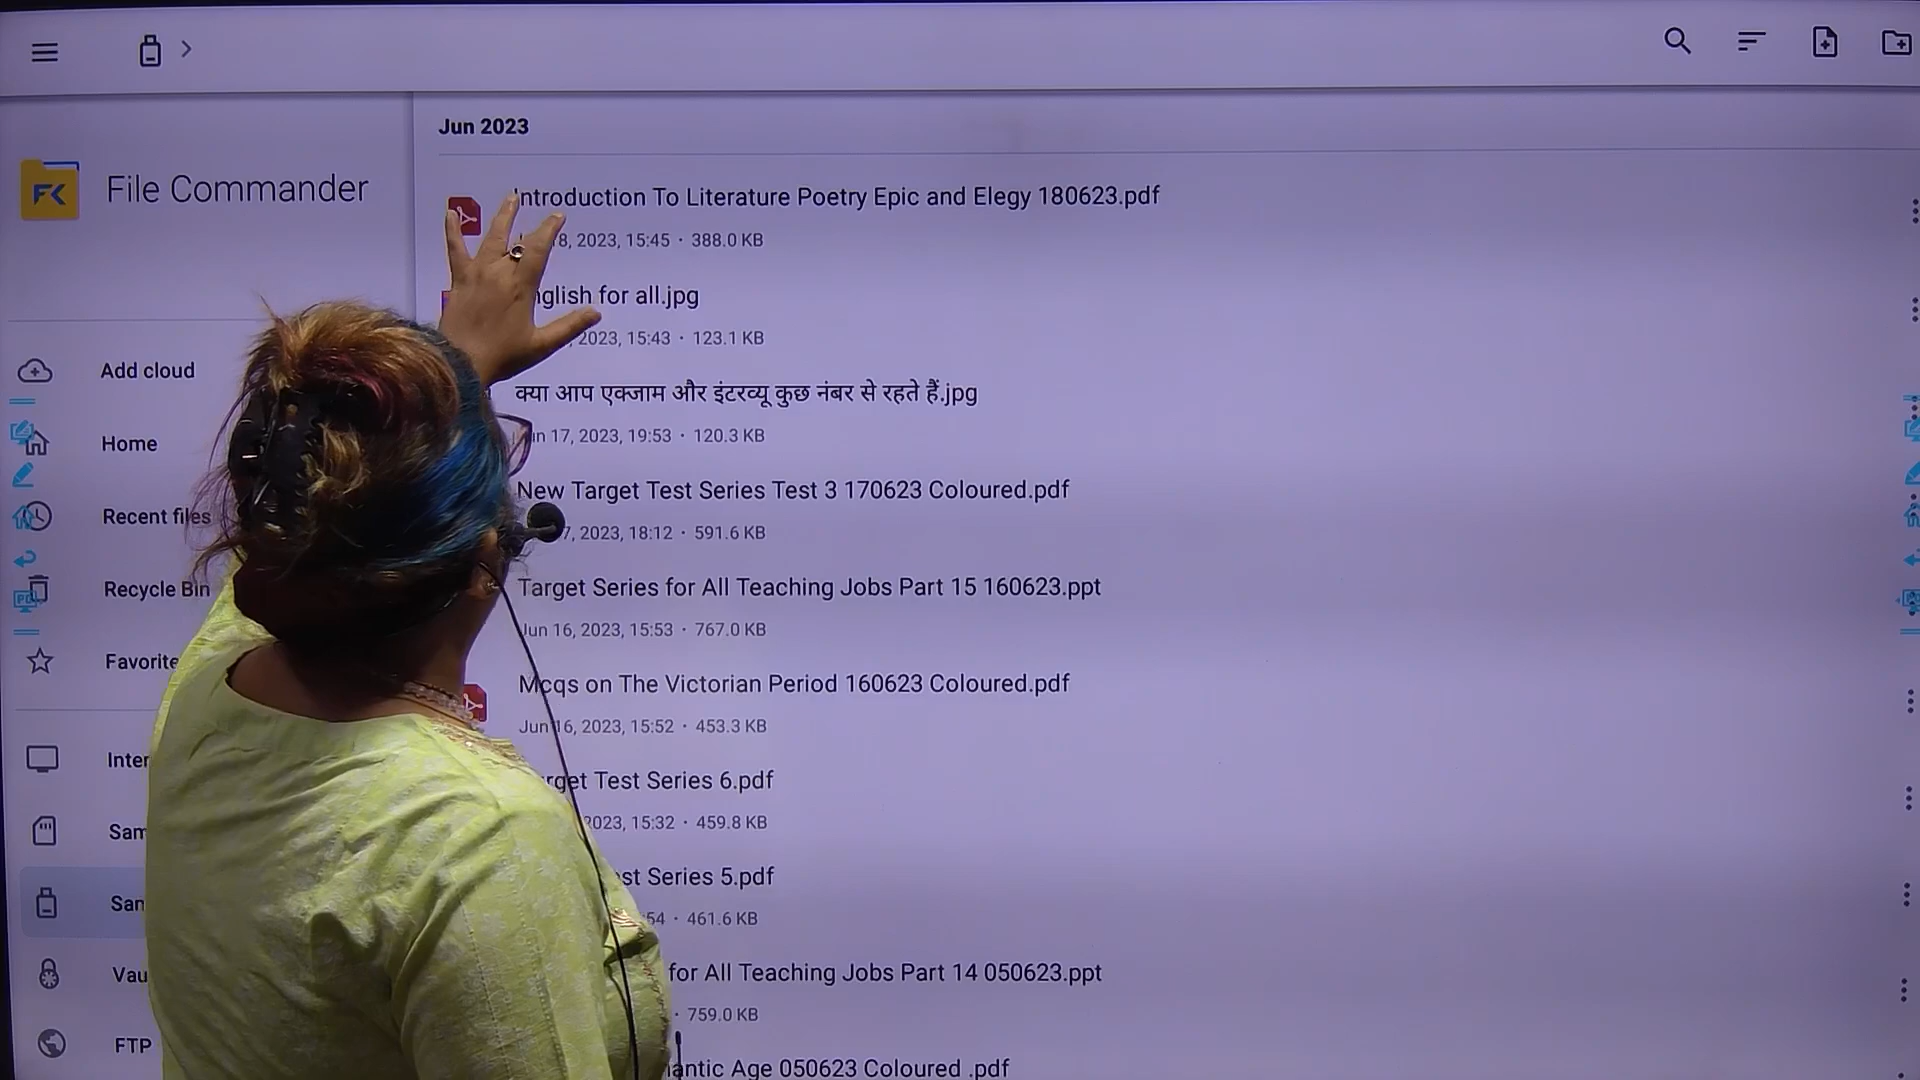 Jun 2023
File Commander
Introduction To Literature Poetry Epic and Elegy 180623.pdf
8, 2023, 15:45 · 388.0 KB
nglish for all.jpg
2023, 15:43 · 123.1 KB
Add cloud
क्या आप एक्जाम और इंटरव्यू कुछ नंबर से रहते हैं.jpg
un 17, 2023, 19:53 · 120.3 KB
Home
New Target Test Series Test 3 170623 Coloured.pdf
7, 2023, 18:12 · 591.6 KB
Recent files
Target Series for All Teaching Jobs Part 15 160623.ppt
Jun 16, 2023, 15:53 · 767.0 KB
Recycle Bin
Favorite
Mcqs on The Victorian Period 160623 Coloured.pdf
Jun 16, 2023, 15:52 · 453.3 KB
Inter
rget Test Series 6.pdf
2023, 15:32 · 459.8 KB
Sam
st Series 5.pdf
54 · 461.6 KB
San
Vau
for All Teaching Jobs Part 14 050623.ppt
· 759.0 KB
FTP
antic Age 050623 Coloured .pdf